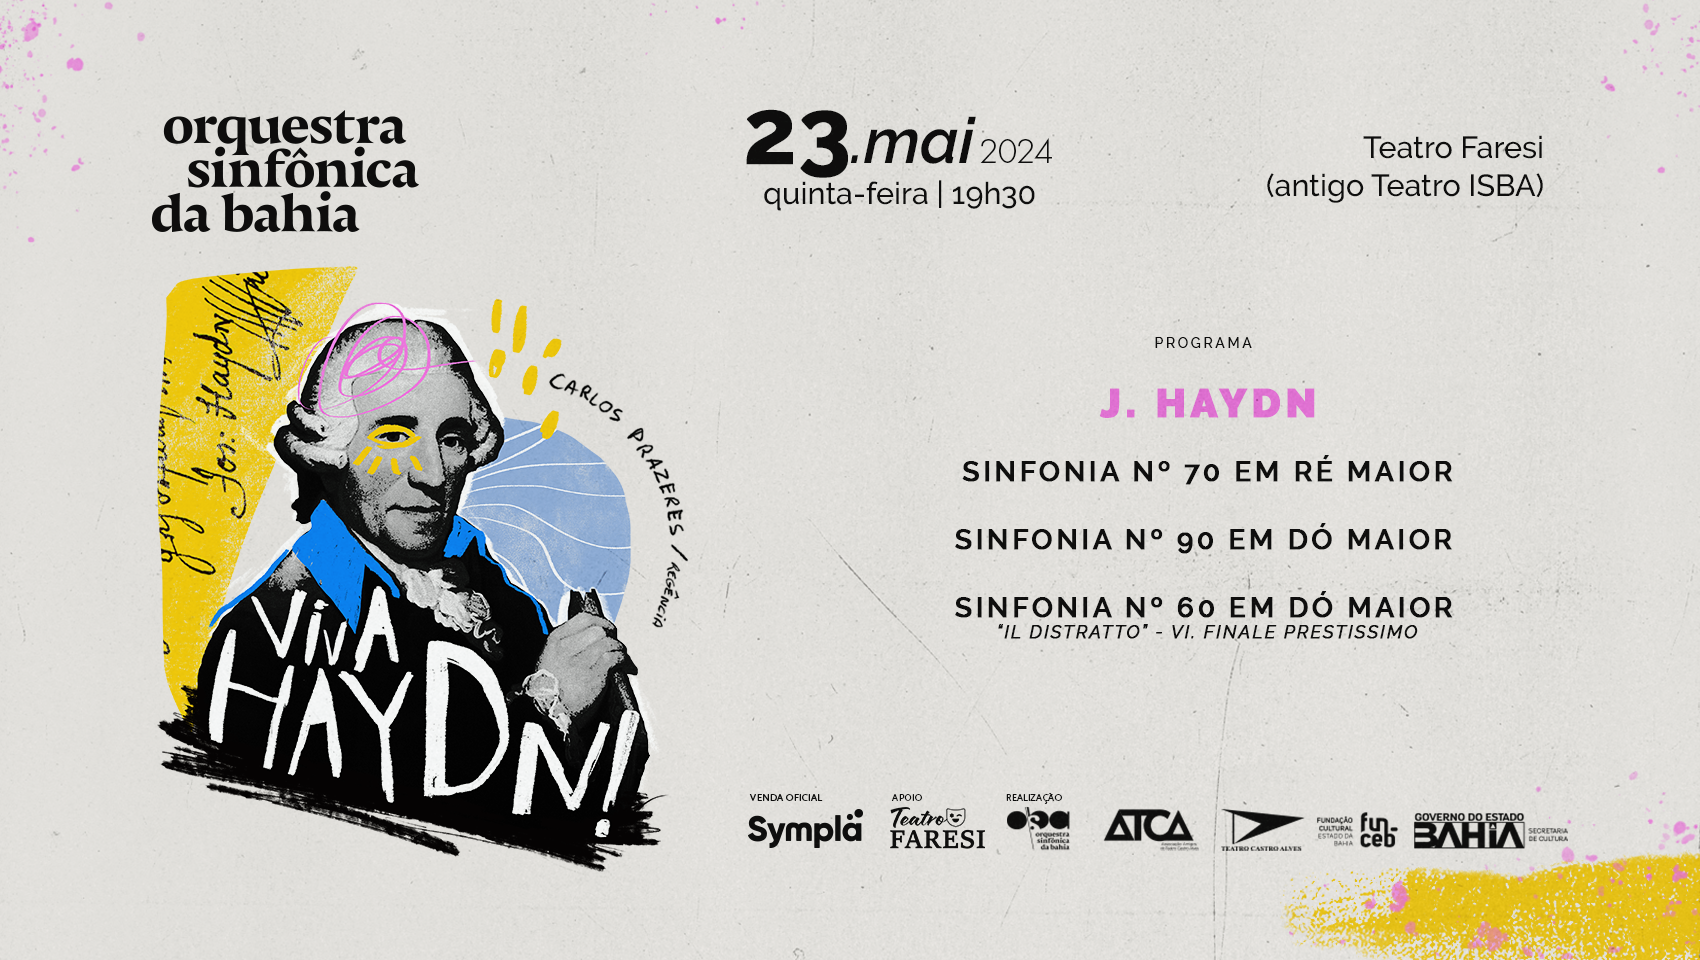 orquestra
sinfônica
da bahia
23.mai 2024
quinta-feira | 19h30
Teatro Faresi
(antigo Teatro ISBA)
Jos: Haydn
CARLOS PRAZERES / REGÊNCIA
VIVA
HAYDN!
PROGRAMA
J. HAYDN
SINFONIA Nº 70 EM RÉ MAIOR
SINFONIA Nº 90 EM DÓ MAIOR
SINFONIA Nº 60 EM DÓ MAIOR
"IL DISTRATTO" - VI. FINALE PRESTISSIMO
VENDA OFICIAL
Sympla
APOIO
Teatro
FARESI
REALIZAÇÃO
orquestra
sinfônica
da bahia
ATCA
TEATRO CASTRO ALVES
FUNDAÇÃO
CULTURAL
ESTADO DA
BAHIA
funceb
GOVERNO DO ESTADO
BAHIA
SECRETARIA
DE CULTURA